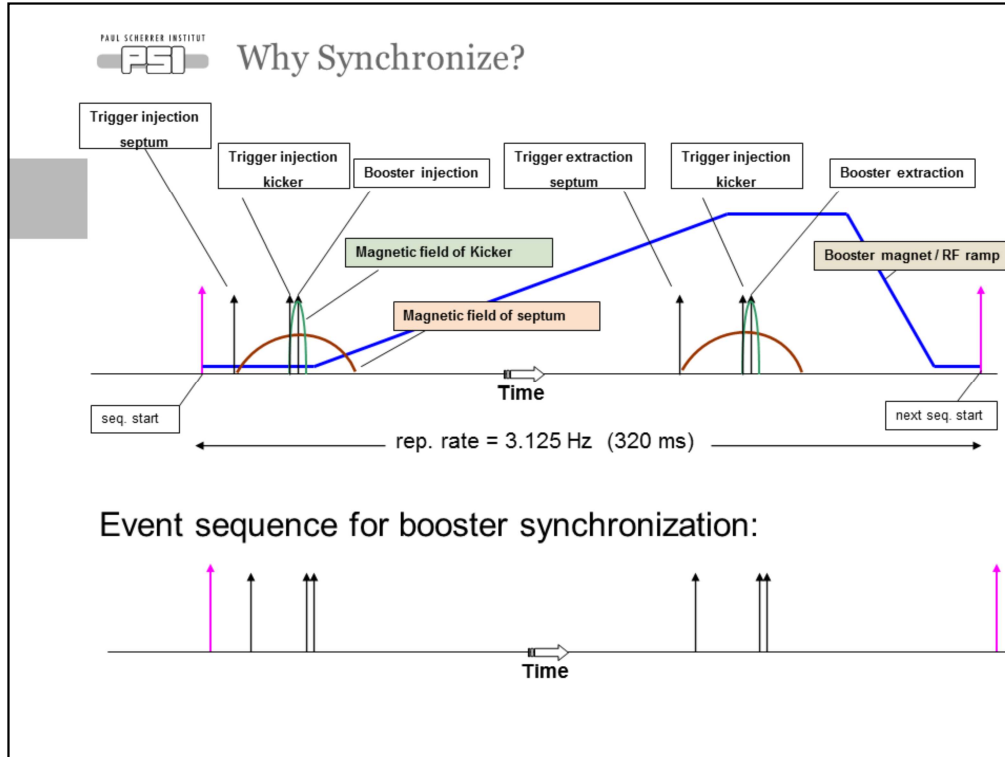 PAUL SCHERRER INSTITUT
PSI
Why Synchronize?
Trigger injection
septum
Trigger injection
kicker
Booster injection
Trigger extraction
septum
Trigger injection
kicker
Booster extraction
Magnetic field of Kicker
Booster magnet / RF ramp
Magnetic field of septum
Time
seq. start
next seq. start
rep. rate = 3.125 Hz (320 ms)
Event sequence for booster synchronization:
Time